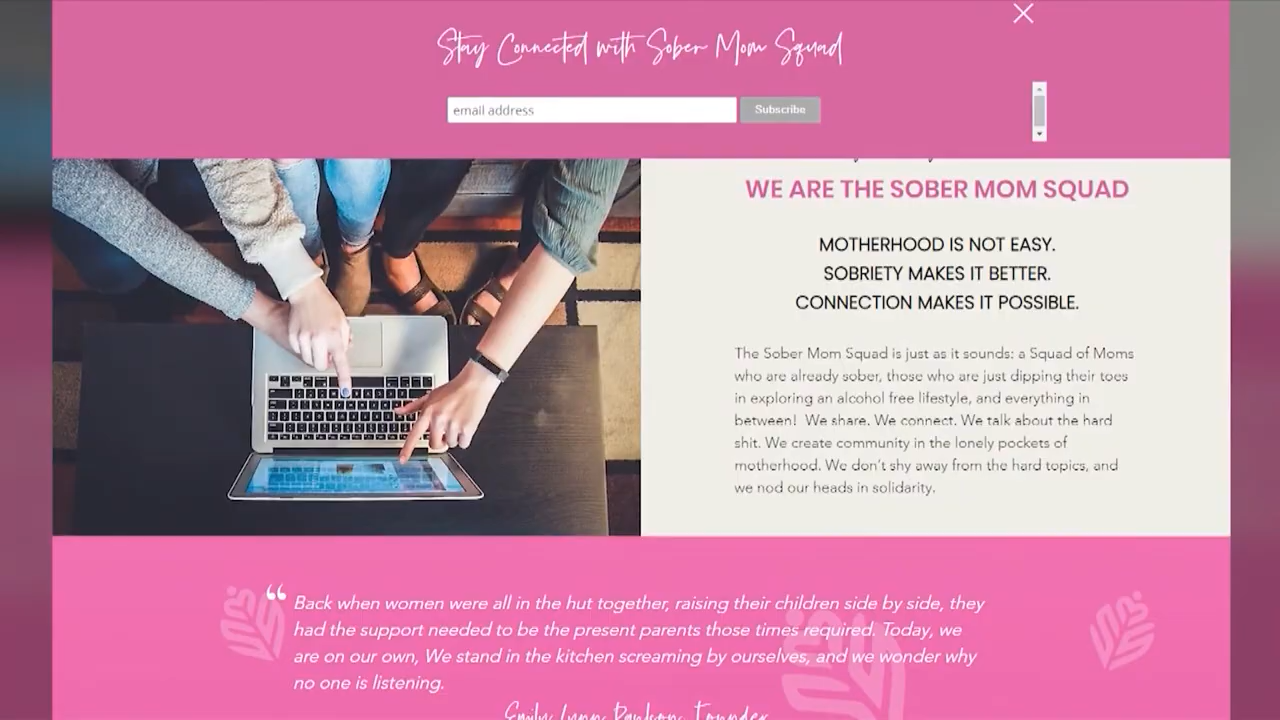 Stay Connected with Sober Mom Squad
email address
Subscribe
WE ARE THE SOBER MOM SQUAD
MOTHERHOOD IS NOT EASY.
SOBRIETY MAKES IT BETTER.
CONNECTION MAKES IT POSSIBLE.
The Sober Mom Squad is just as it sounds: a Squad of Moms
who are already sober, those who are just dipping their toes
in exploring an alcohol free lifestyle, and everything in
between! We share. We connect. We talk about the hard
shit. We create community in the lonely pockets of
motherhood. We don't shy away from the hard topics, and
we nod our heads in solidarity.
“ Back when women were all in the hut together, raising their children side by side, they
had the support needed to be the present parents those times required. Today, we
are on our own, We stand in the kitchen screaming by ourselves, and we wonder why
no one is listening.
Emily Lynn Paulson, Founder